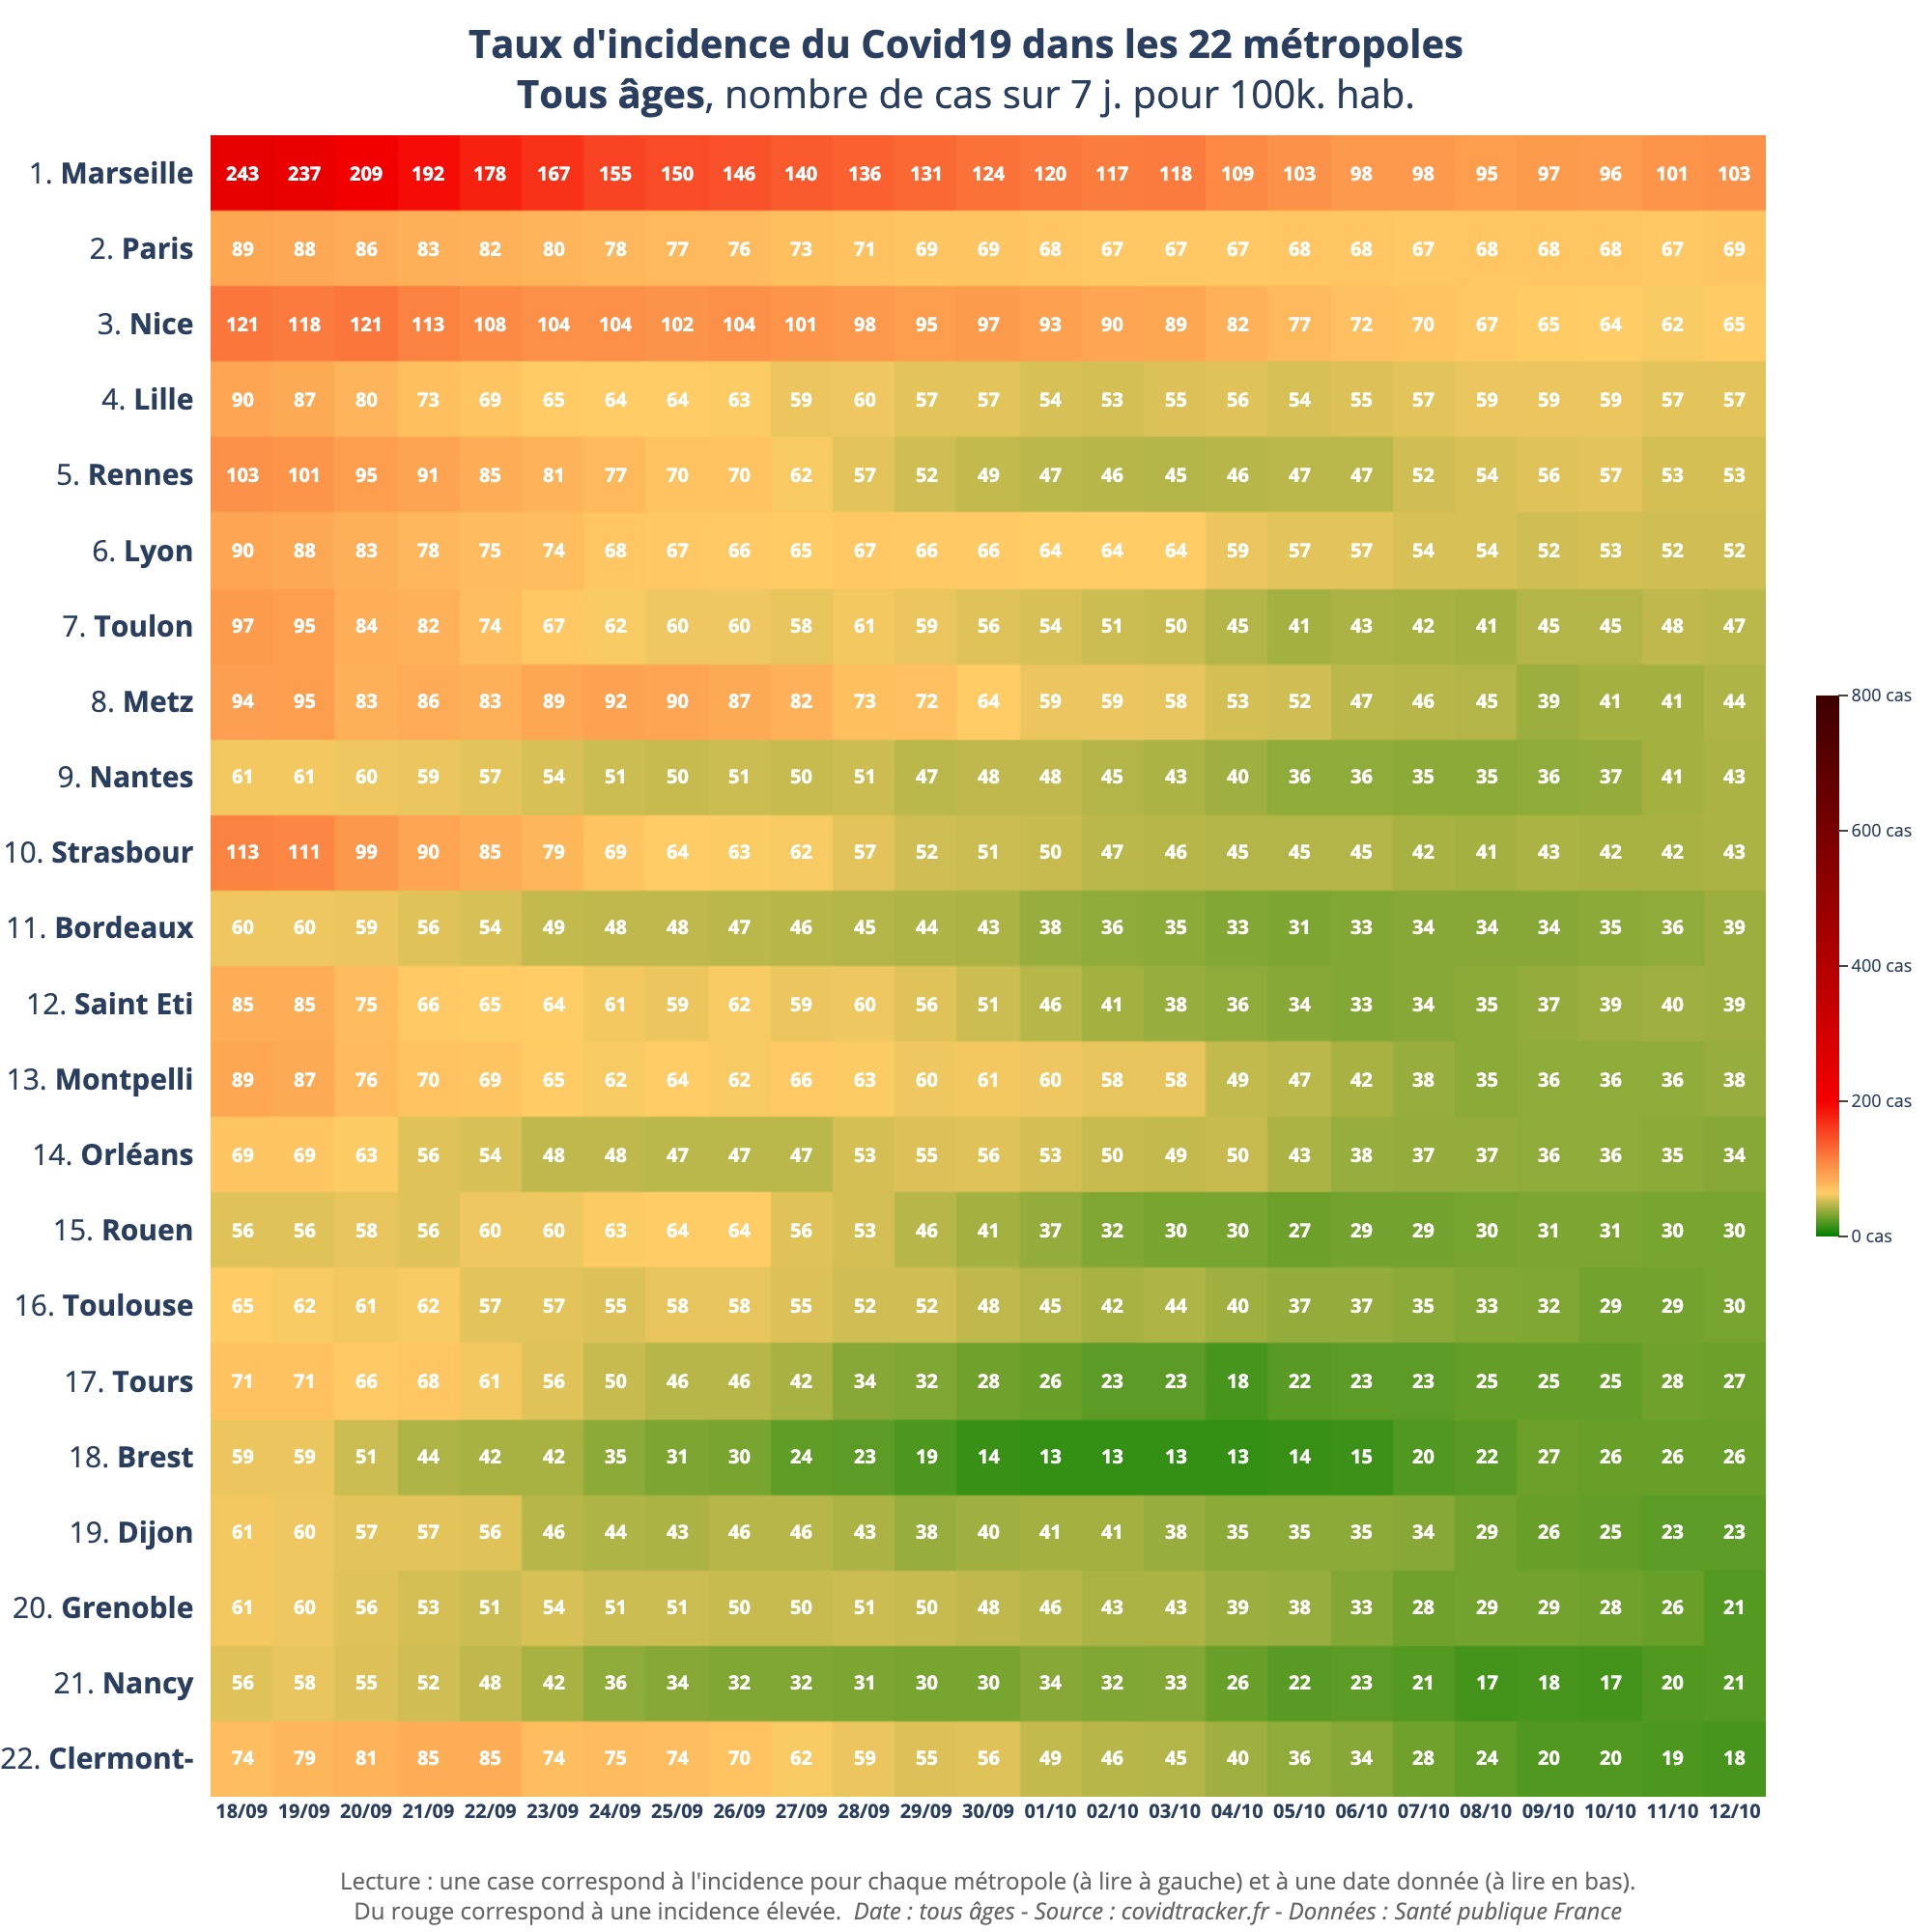 Taux d'incidence du Covid19 dans les 22 métropoles
Tous âges, nombre de cas sur 7 j. pour 100k. hab.
1. Marseille 243 237 209 192 178 167 155 150 146 140 136 131 124 120 117 118 109 103 98 98 95 97 96 101 103
2. Paris 89 88 86 83 82 80 78 77 76 73 71 69 69 68 67 67 67 68 68 67 68 68 68 67 69
3. Nice 121 118 121 113 108 104 104 102 104 101 98 95 97 93 90 89 82 77 72 70 67 65 64 62 65
4. Lille 90 87 80 73 69 65 64 64 63 59 60 57 57 54 53 55 56 54 55 57 59 59 59 57 57
5. Rennes 103 101 95 91 85 81 77 70 70 62 57 52 49 47 46 45 46 47 47 52 54 56 57 53 53
6. Lyon 90 88 83 78 75 74 68 67 66 65 67 66 66 64 64 64 59 57 57 54 54 52 53 52 52
7. Toulon 97 95 84 82 74 67 62 60 60 58 61 59 56 54 51 50 45 41 43 42 41 45 45 48 47
8. Metz 94 95 83 86 83 89 92 90 87 82 73 72 64 59 59 58 53 52 47 46 45 39 41 41 44
9. Nantes 61 61 60 59 57 54 51 50 51 50 51 47 48 48 45 43 40 36 36 35 35 36 37 41 43
10. Strasbour 113 111 99 90 85 79 69 64 63 62 57 52 51 50 47 46 45 45 45 42 41 43 42 42 43
11. Bordeaux 60 60 59 56 54 49 48 48 47 46 45 44 43 38 36 35 33 31 33 34 34 34 35 36 39
12. Saint Eti 85 85 75 66 65 64 61 59 62 59 60 56 51 46 41 38 36 34 33 34 35 37 39 40 39
13. Montpelli 89 87 76 70 69 65 62 64 62 66 63 60 61 60 58 58 49 47 42 38 35 36 36 36 38
14. Orléans 69 69 63 56 54 48 48 47 47 47 53 55 56 53 50 49 50 43 38 37 37 36 36 35 34
15. Rouen 56 56 58 56 60 60 63 64 64 56 53 46 41 37 32 30 30 27 29 29 30 31 31 30 30
16. Toulouse 65 62 61 62 57 57 55 58 58 55 52 52 48 45 42 44 40 37 37 35 33 32 29 29 30
17. Tours 71 71 66 68 61 56 50 46 46 42 34 32 28 26 23 23 18 22 23 23 25 25 25 28 27
18. Brest 59 59 51 44 42 42 35 31 30 24 23 19 14 13 13 13 13 14 15 20 22 27 26 26 26
19. Dijon 61 60 57 57 56 46 44 43 46 46 43 38 40 41 41 38 35 35 35 34 29 26 25 23 23
20. Grenoble 61 60 56 53 51 54 51 51 50 50 51 50 48 46 43 43 39 38 33 28 29 29 28 26 21
21. Nancy 56 58 55 52 48 42 36 34 32 32 31 30 30 34 32 33 26 22 23 21 17 18 17 20 21
22. Clermont- 74 79 81 85 85 74 75 74 70 62 59 55 56 49 46 45 40 36 34 28 24 20 20 19 18
18/09 19/09 20/09 21/09 22/09 23/09 24/09 25/09 26/09 27/09 28/09 29/09 30/09 01/10 02/10 03/10 04/10 05/10 06/10 07/10 08/10 09/10 10/10 11/10 12/10
800 cas
600 cas
400 cas
200 cas
0 cas
Lecture : une case correspond à l'incidence pour chaque métropole (à lire à gauche) et à une date donnée (à lire en bas).
Du rouge correspond à une incidence élevée. Date : tous âges - Source : covidtracker.fr - Données : Santé publique France